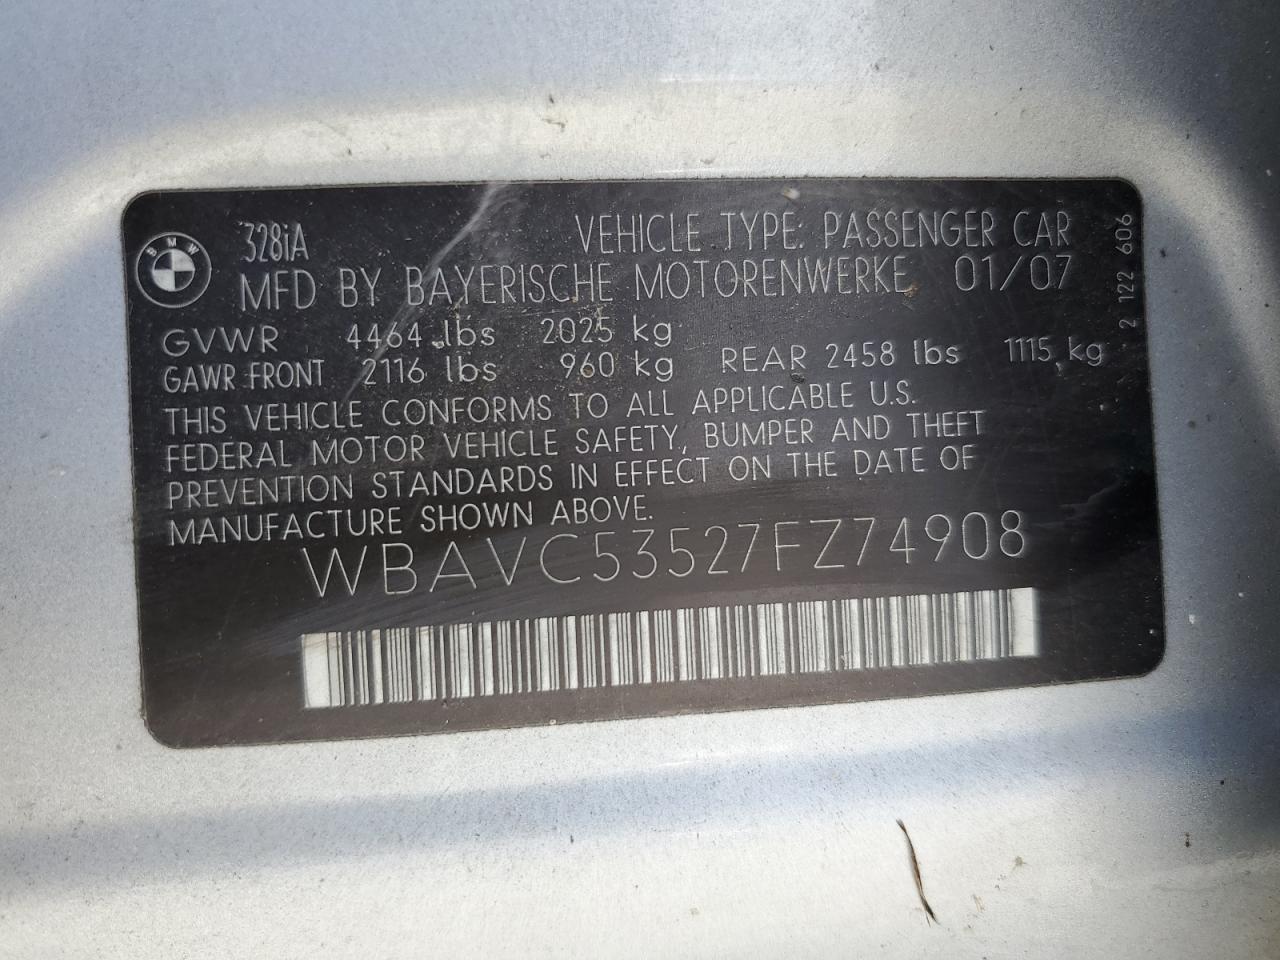 BMW
328iA VEHICLE TYPE: PASSENGER CAR
MFD BY BAYERISCHE MOTORENWERKE 01/07
GVWR 4464 lbs 2025 kg
GAWR FRONT 2116 lbs 960 kg REAR 2458 lbs 1115 kg
THIS VEHICLE CONFORMS TO ALL APPLICABLE U.S.
FEDERAL MOTOR VEHICLE SAFETY, BUMPER AND THEFT
PREVENTION STANDARDS IN EFFECT ON THE DATE OF
MANUFACTURE SHOWN ABOVE.
WBAVC53527FZ74908
2 122 606